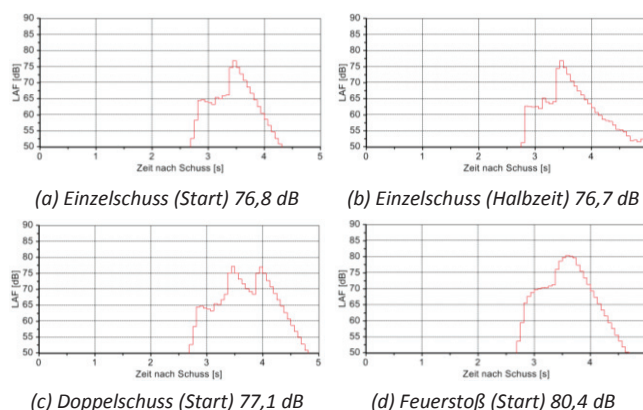 90
85
80
75
70
65
60
55
50
LAF [dB]
0 1 2 3 4 5
Zeit nach Schuss [s]
(a) Einzelschuss (Start) 76,8 dB
90
85
80
75
70
65
60
55
50
LAF [dB]
0 1 2 3 4
Zeit nach Schuss [s]
(b) Einzelschuss (Halbzeit) 76,7 dB
90
85
80
75
70
65
60
55
50
LAF [dB]
0 1 2 3 4 5
Zeit nach Schuss [s]
(c) Doppelschuss (Start) 77,1 dB
90
85
80
75
70
65
60
55
50
LAF [dB]
0 1 2 3 4
Zeit nach Schuss [s]
(d) Feuerstoß (Start) 80,4 dB